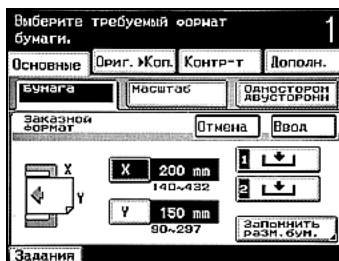 Выберите требуемый формат
бумаги.
1
Основные Ориг.›Коп. Контр-т Дополн.
Бумага Масштаб Односторон
двусторонн
Заказной
формат
Отмена Ввод
X
Y
X 200 mm
140~432
Y 150 mm
90~297
1
2
Запомнить
разм.бум.
Задания